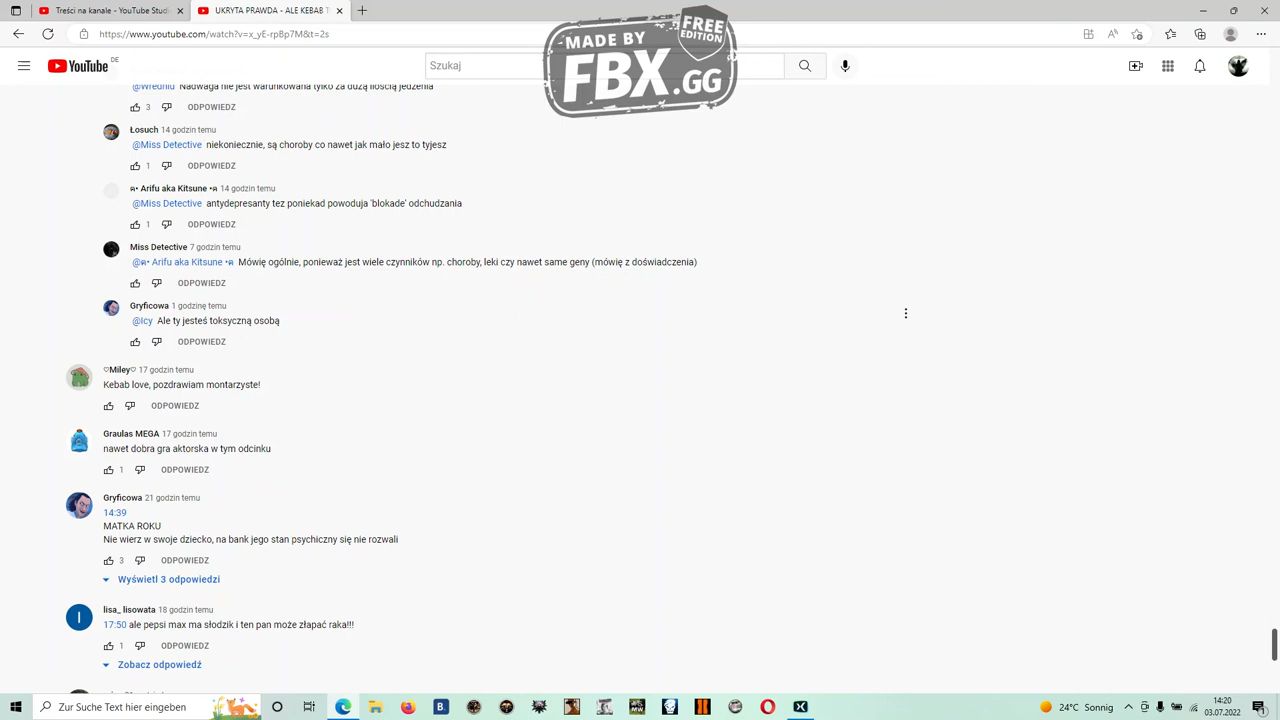 Treści na kanale - YouTube Stu
UKRYTA PRAWDA - ALE KEBAB T
https://www.youtube.com/watch?v=x_yE-rpBp7M&t=2s
MADE BY
FREE
EDITION
FBX.GG
YouTube
DE
Szukaj
@Wredniu Nadwaga nie jest warunkowana tylko za dużą ilością jedzenia
3 ODPOWIEDZ
Łosuch 14 godzin temu
@Miss Detective niekoniecznie, są choroby co nawet jak mało jesz to tyjesz
1 ODPOWIEDZ
ฅ• Arifu aka Kitsune •ฅ 14 godzin temu
@Miss Detective antydepresanty tez poniekad powoduja 'blokade' odchudzania
1 ODPOWIEDZ
Miss Detective 7 godzin temu
@ฅ• Arifu aka Kitsune •ฅ Mówię ogólnie, ponieważ jest wiele czynników np. choroby, leki czy nawet same geny (mówię z doświadczenia)
ODPOWIEDZ
Gryficowa 1 godzinę temu
@Icy Ale ty jesteś toksyczną osobą
ODPOWIEDZ
♡Miley♡ 17 godzin temu
Kebab love, pozdrawiam montarzyste!
ODPOWIEDZ
Graulas MEGA 17 godzin temu
nawet dobra gra aktorska w tym odcinku
1 ODPOWIEDZ
Gryficowa 21 godzin temu
14:39
MATKA ROKU
Nie wierz w swoje dziecko, na bank jego stan psychiczny się nie rozwali
3 ODPOWIEDZ
Wyświetl 3 odpowiedzi
I
lisa_ lisowata 18 godzin temu
17:50 ale pepsi max ma słodzik i ten pan może złapać raka!!!
1 ODPOWIEDZ
Zobacz odpowiedź
Zur Suche Text hier eingeben
24°C Sonnig
14:20
03.07.2022